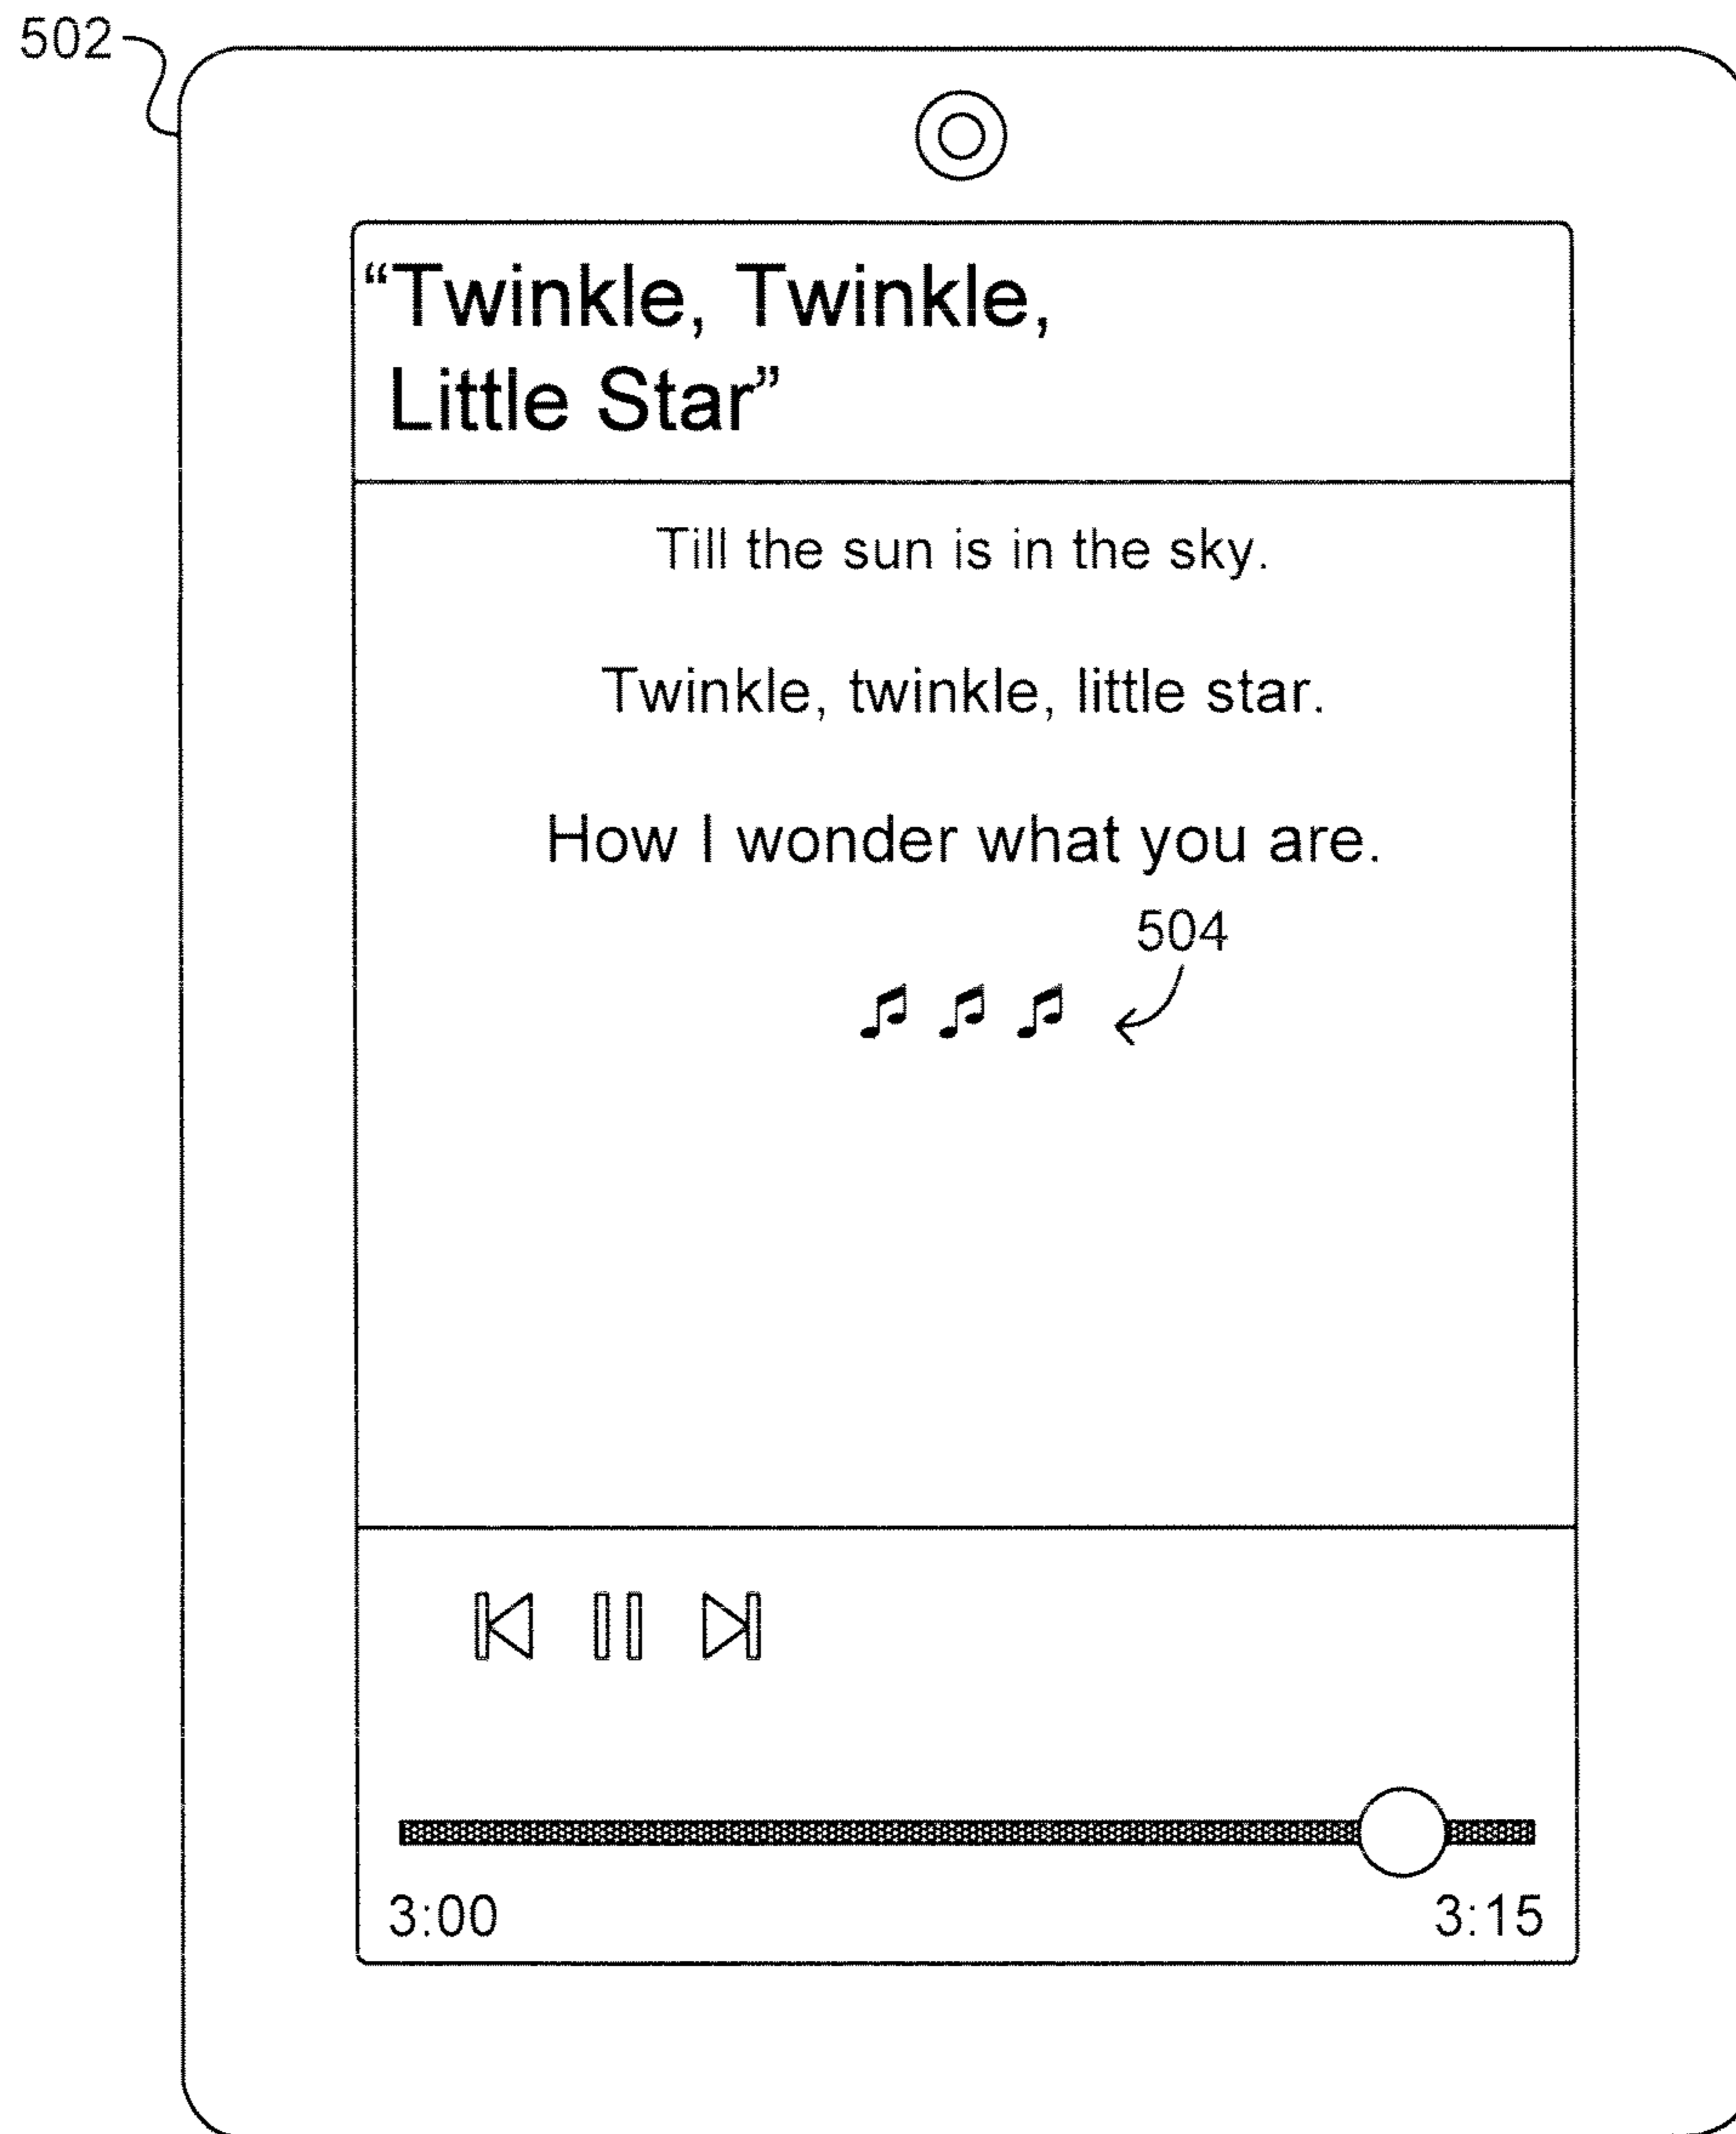 502
“Twinkle, Twinkle,
Little Star”
Till the sun is in the sky.
Twinkle, twinkle, little star.
How I wonder what you are.
504
3:00 3:15